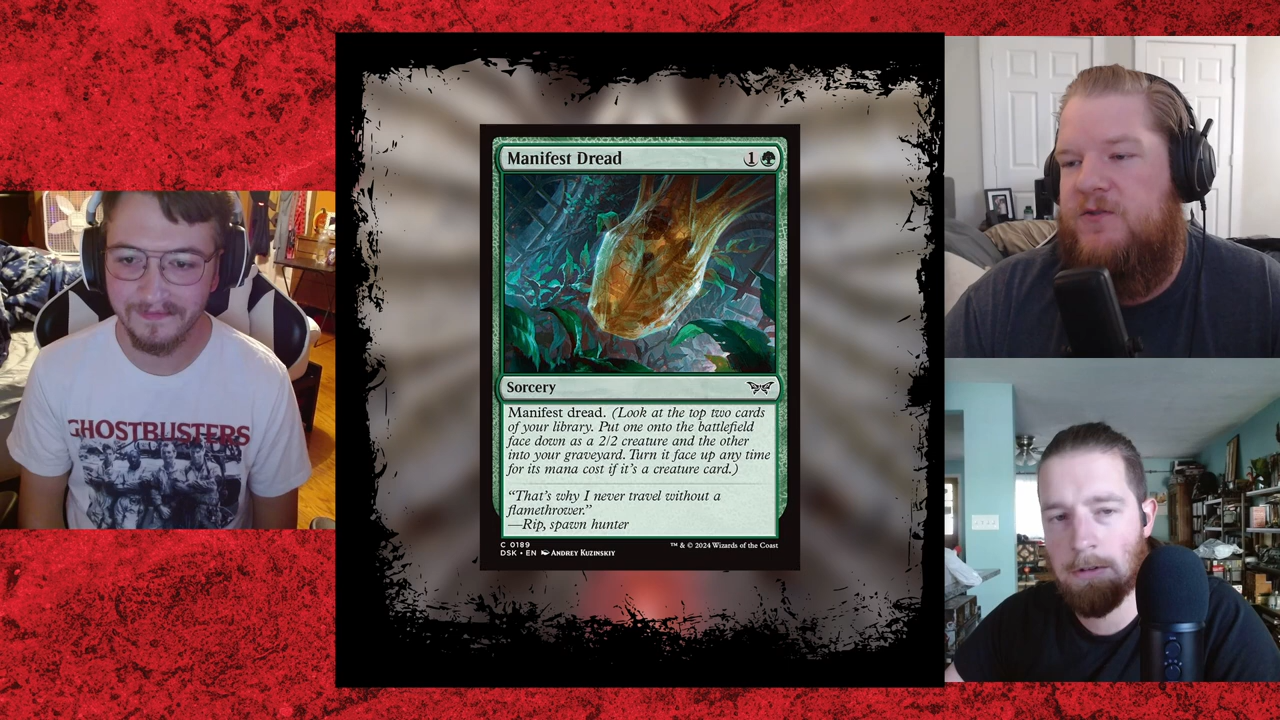 Manifest Dread 1
Sorcery
Manifest dread. (Look at the top two cards
of your library. Put one onto the battlefield
face down as a 2/2 creature and the other
into your graveyard. Turn it face up any time
for its mana cost if it's a creature card.)
“That's why I never travel without a
flamethrower.”
—Rip, spawn hunter
C 0189
DSK • EN ANDREY KUZINSKIY
™ & © 2024 Wizards of the Coast
GHOSTBUSTERS